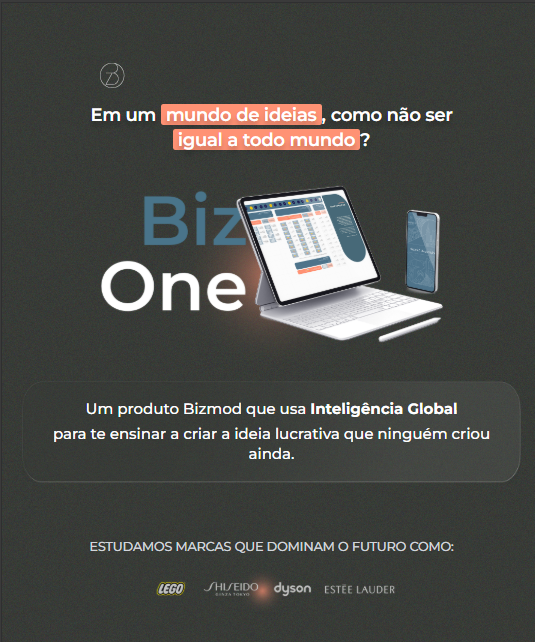 Em um mundo de ideias, como não ser
igual a todo mundo?
Biz
One
Um produto Bizmod que usa Inteligência Global
para te ensinar a criar a ideia lucrativa que ninguém criou
ainda.
ESTUDAMOS MARCAS QUE DOMINAM O FUTURO COMO:
LEGO SHISEIDO dyson ESTĒE LAUDER
GINZA TOKYO